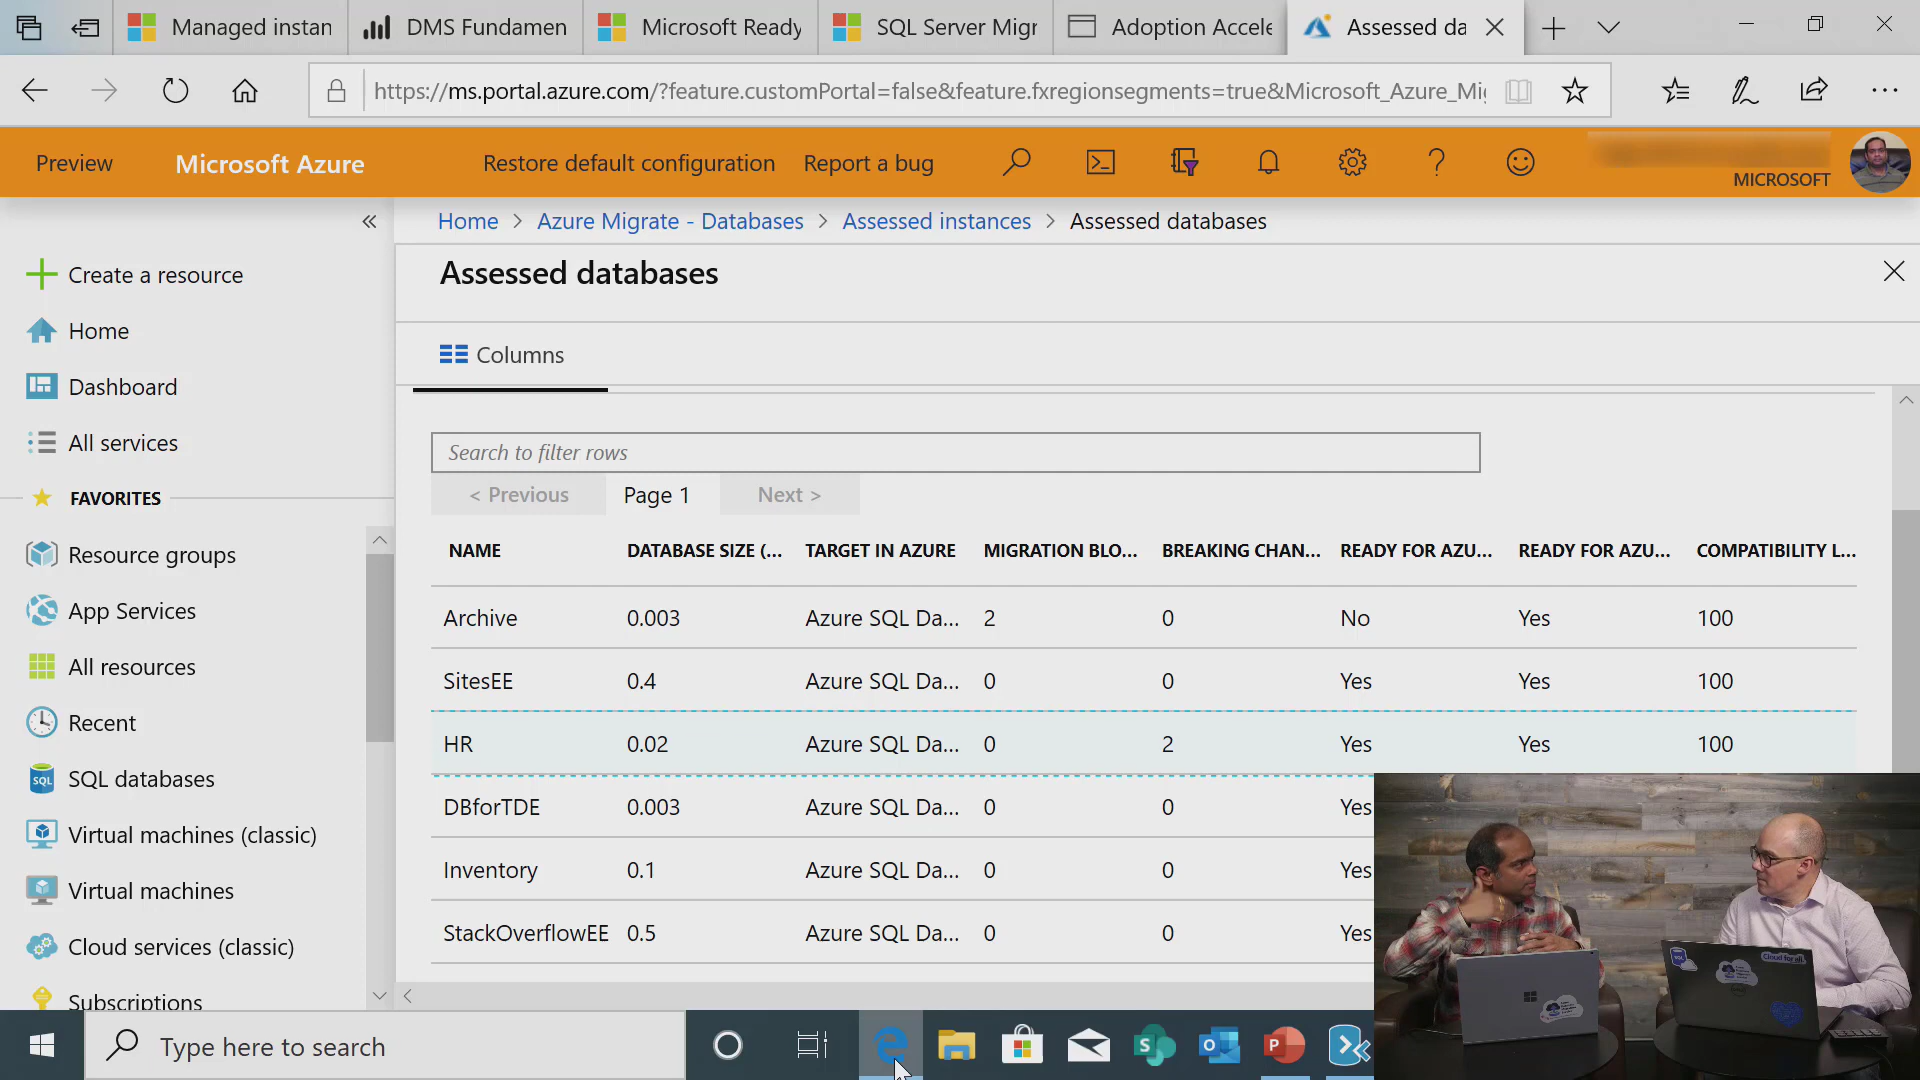 Managed instan
DMS Fundamen
Microsoft Ready
SQL Server Migr
Adoption Accele
Assessed da
https://ms.portal.azure.com/?feature.customPortal=false&feature.fxregionsegments=true&Microsoft_Azure_Mig
Preview
Microsoft Azure
Restore default configuration
Report a bug
MICROSOFT
Home > Azure Migrate - Databases > Assessed instances > Assessed databases
Create a resource
Home
Dashboard
All services
FAVORITES
Resource groups
App Services
All resources
Recent
SQL
SQL databases
Virtual machines (classic)
Virtual machines
Cloud services (classic)
Subscriptions
Assessed databases
Columns
Search to filter rows
< Previous Page 1 Next >
NAME DATABASE SIZE (... TARGET IN AZURE MIGRATION BLO... BREAKING CHAN... READY FOR AZU... READY FOR AZU... COMPATIBILITY L...
Archive 0.003 Azure SQL Da... 2 0 No Yes 100
SitesEE 0.4 Azure SQL Da... 0 0 Yes Yes 100
HR 0.02 Azure SQL Da... 0 2 Yes Yes 100
DBforTDE 0.003 Azure SQL Da... 0 0 Yes
Inventory 0.1 Azure SQL Da... 0 0 Yes
StackOverflowEE 0.5 Azure SQL Da... 0 0 Yes
SQL
Cloud for all
Type here to search